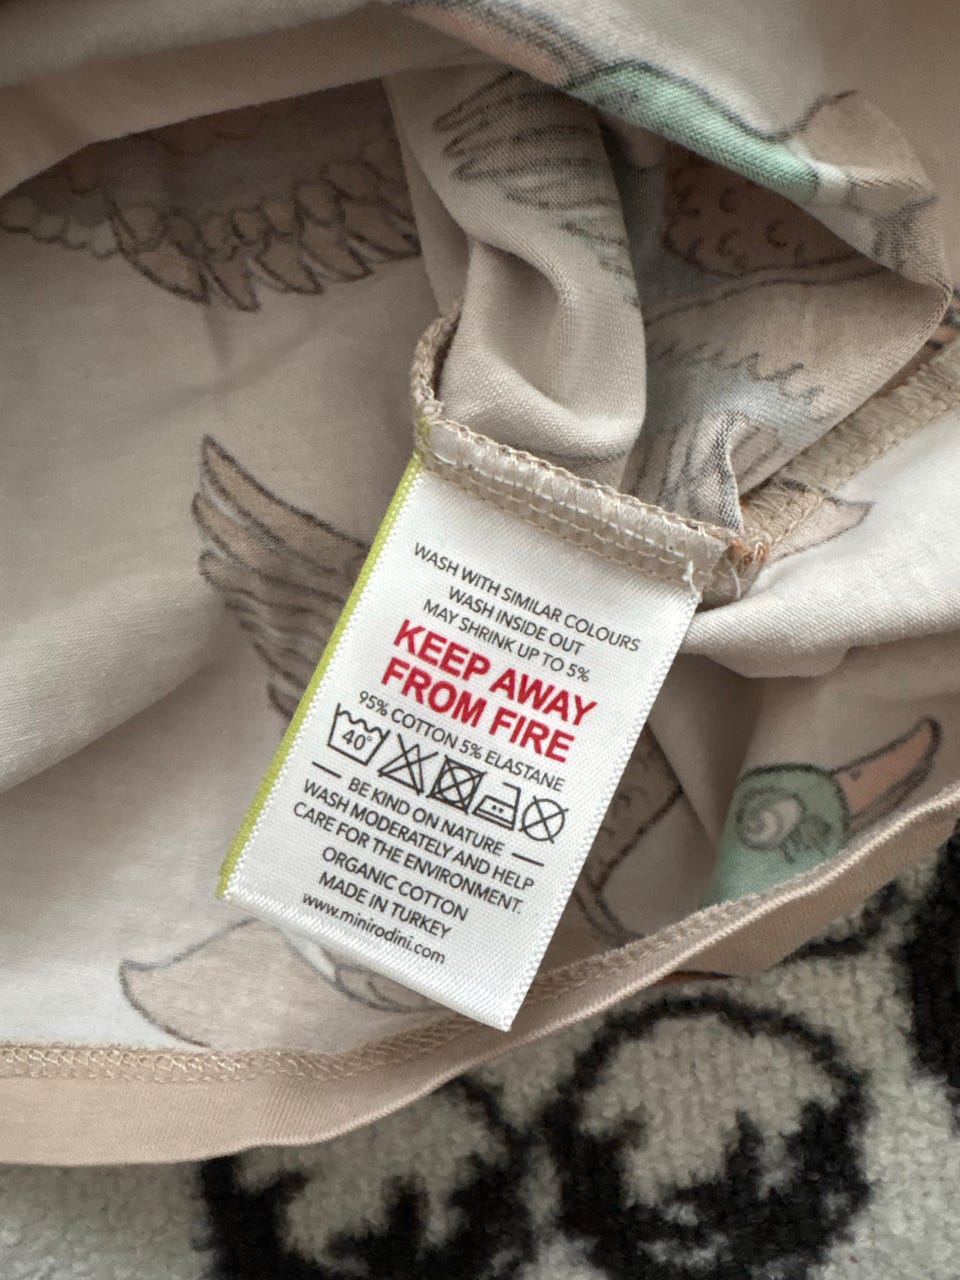 WASH WITH SIMILAR COLOURS
WASH INSIDE OUT
MAY SHRINK UP TO 5%
KEEP AWAY
FROM FIRE
95% COTTON 5% ELASTANE
40°
BE KIND ON NATURE
WASH MODERATELY AND HELP
CARE FOR THE ENVIRONMENT.
ORGANIC COTTON
MADE IN TURKEY
www.minirodini.com